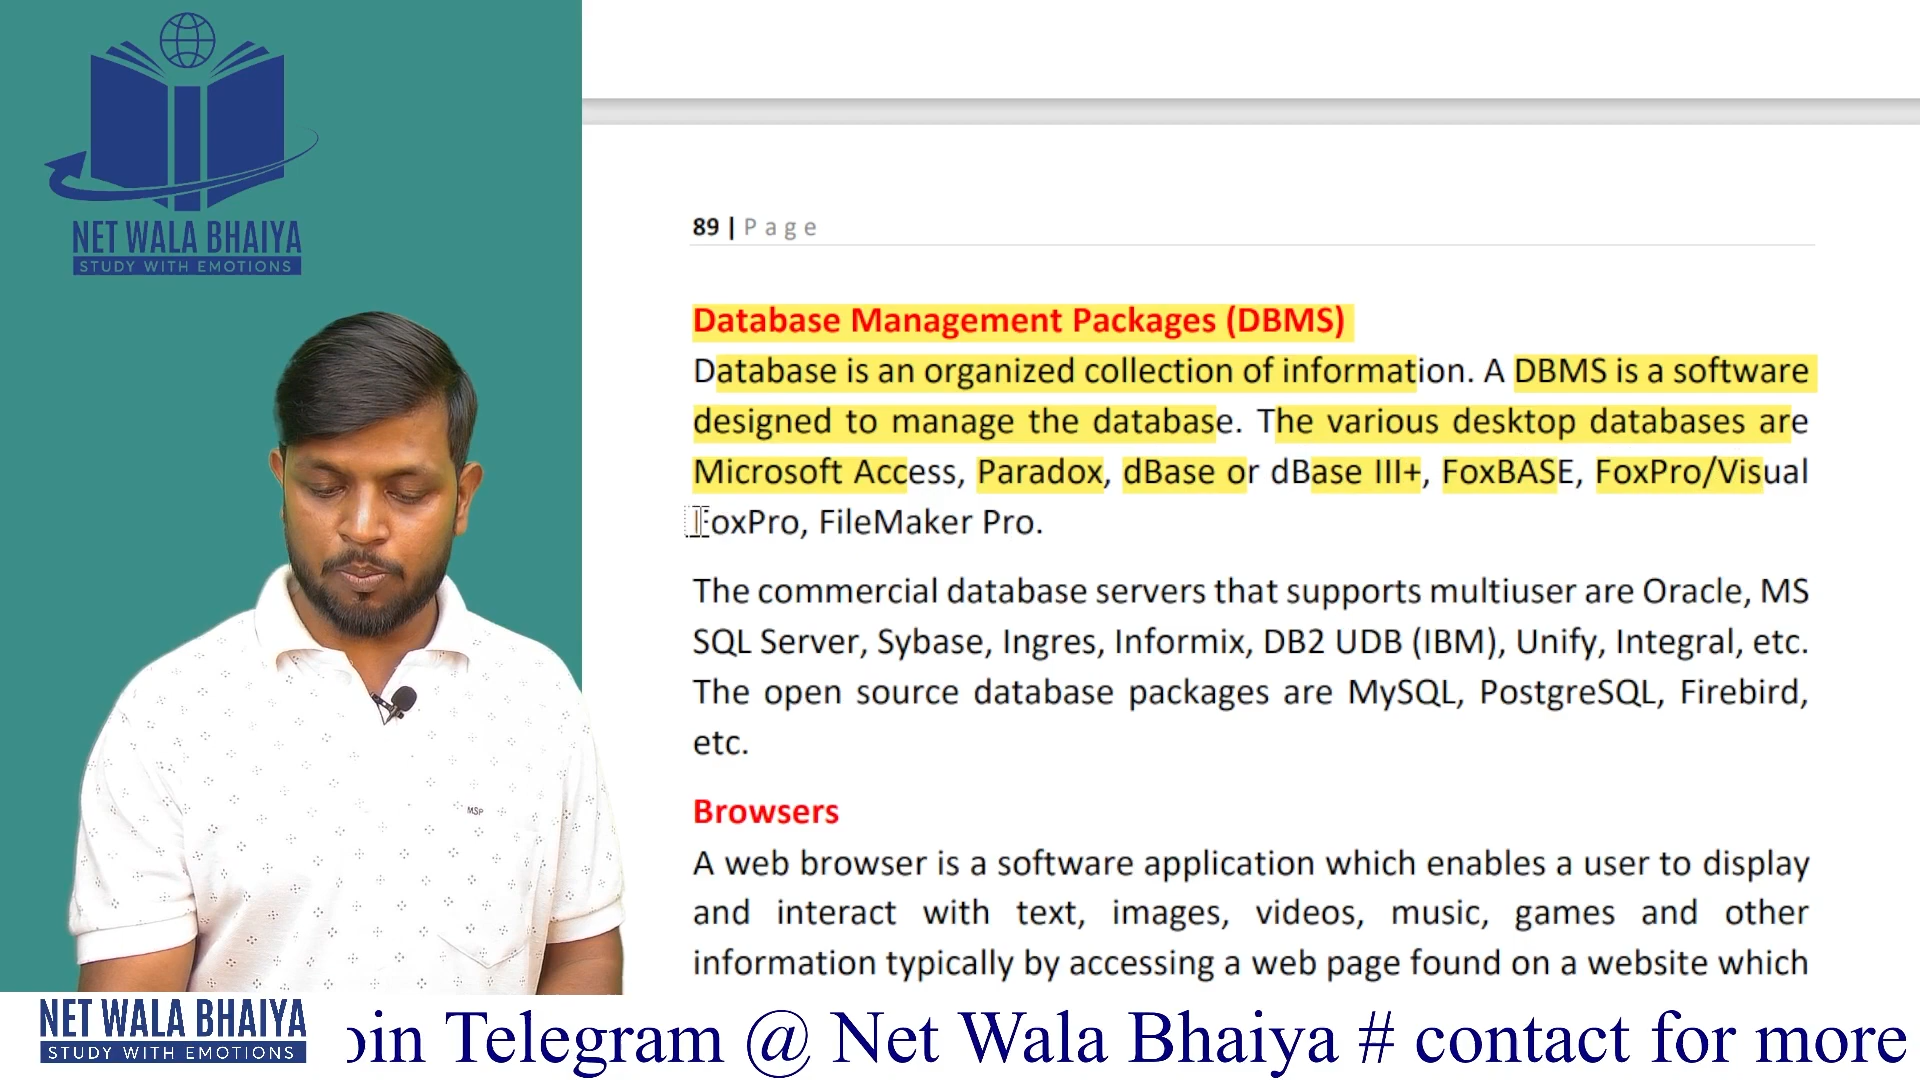 NET WALA BHAIYA
STUDY WITH EMOTIONS
89 | Page
Database Management Packages (DBMS)
Database is an organized collection of information. A DBMS is a software
designed to manage the database. The various desktop databases are
Microsoft Access, Paradox, dBase or dBase III+, FoxBASE, FoxPro/Visual
FoxPro, FileMaker Pro.
The commercial database servers that supports multiuser are Oracle, MS
SQL Server, Sybase, Ingres, Informix, DB2 UDB (IBM), Unify, Integral, etc.
The open source database packages are MySQL, PostgreSQL, Firebird,
etc.
Browsers
A web browser is a software application which enables a user to display
and interact with text, images, videos, music, games and other
information typically by accessing a web page found on a website which
MSP
NET WALA BHAIYA
STUDY WITH EMOTIONS
oin Telegram @ Net Wala Bhaiya # contact for more